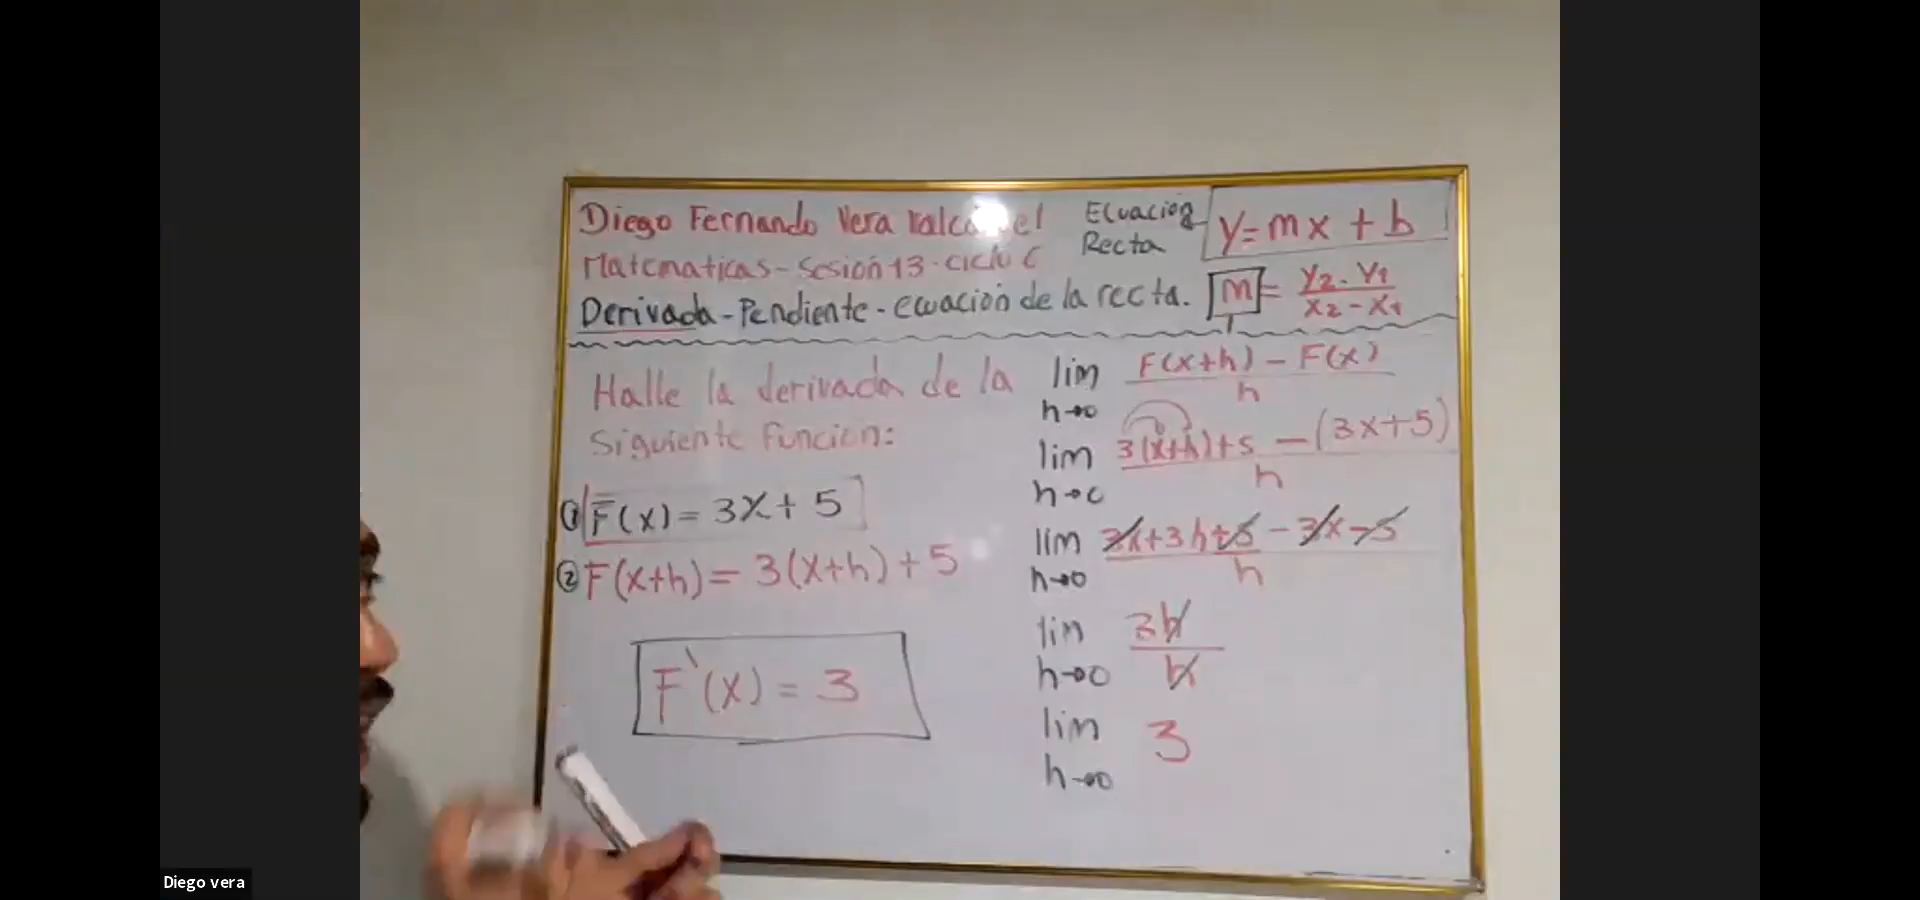 Diego Fernando Vera
Matematicas - Sesión 13 - Ciclo C
Derivada - Pendiente - ecuación de la recta.
Ecuación
Recta
y = mx + b
m = (y2 - y1) / (x2 - x1)
Halle la derivada de la
Siguiente funcion:
① F(x) = 3x + 5
② F(x+h) = 3(x+h) + 5
F'(x) = 3
lim h→0 (F(x+h) - F(x)) / h
lim h→0 (3(x+h)+5 - (3x+5)) / h
lim h→0 (3x+3h+5 - 3x - 5) / h
lim h→0 3h / h
lim h→0 3
Diego vera